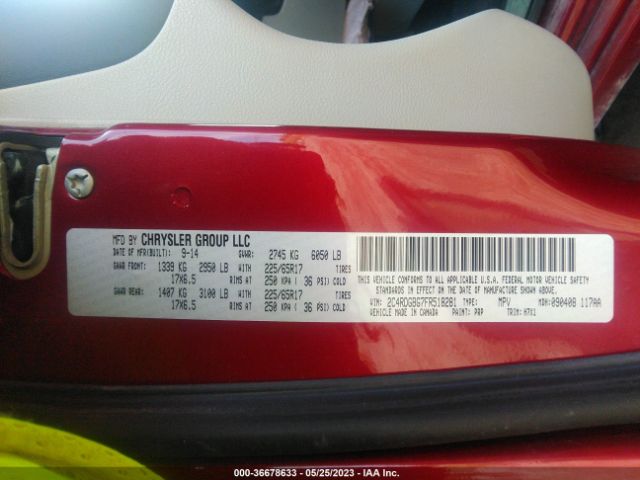 MFD BY CHRYSLER GROUP LLC
DATE OF MFR(BUILT): 9-14 GVWR: 2745 KG 6050 LB
GAWR FRONT: 1339 KG 2950 LB WITH 225/65R17 TIRES
17X6.5 RIMS AT 250 KPA ( 36 PSI) COLD
GAWR REAR: 1407 KG 3100 LB WITH 225/65R17 TIRES
17X6.5 RIMS AT 250 KPA ( 36 PSI) COLD
THIS VEHICLE CONFORMS TO ALL APPLICABLE U.S.A. FEDERAL MOTOR VEHICLE SAFETY
STANDARDS IN EFFECT ON THE DATE OF MANUFACTURE SHOWN ABOVE.
VIN: 2C4RDGBG7FR518281 TYPE: MPV MDH: 090408 117AA
VEHICLE MADE IN CANADA PAINT: PRP TRIM: H7X1
000-36678633 - 05/25/2023 - IAA Inc.